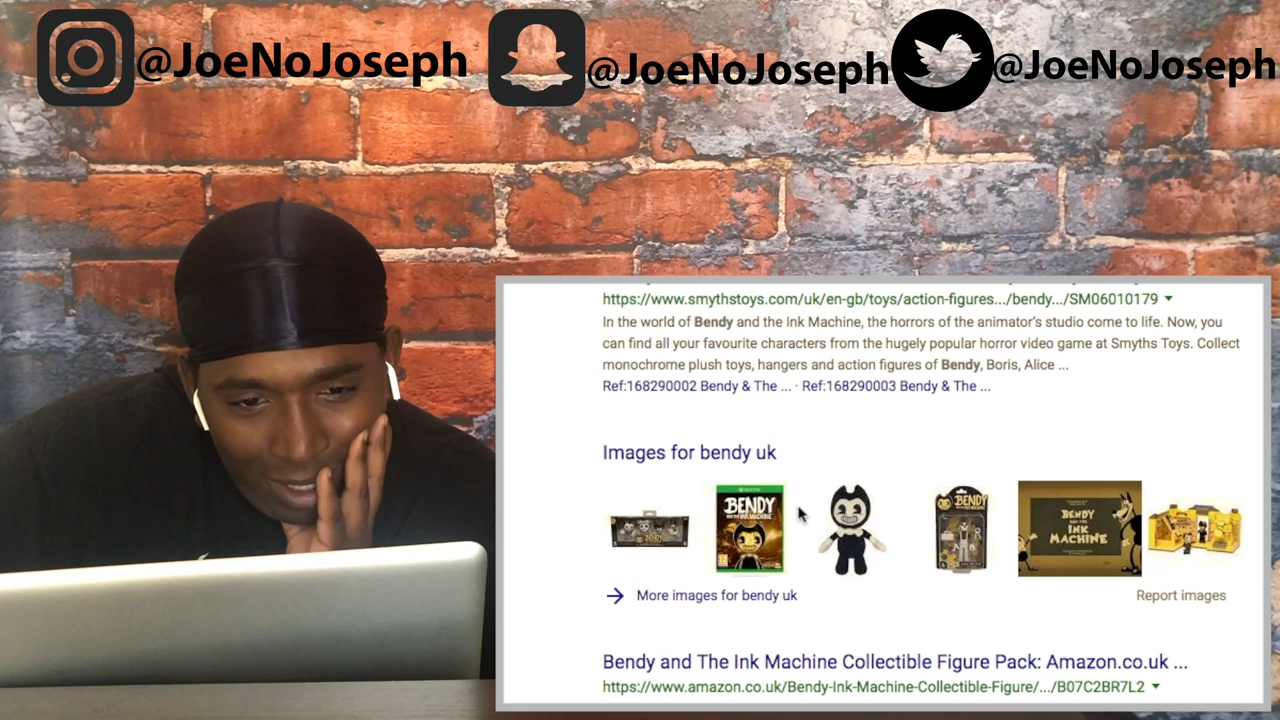 @JoeNoJoseph
@JoeNoJoseph
@JoeNoJoseph
https://www.smythstoys.com/uk/en-gb/toys/action-figures.../bendy.../SM06010179
In the world of Bendy and the Ink Machine, the horrors of the animator's studio come to life. Now, you
can find all your favourite characters from the hugely popular horror video game at Smyths Toys. Collect
monochrome plush toys, hangers and action figures of Bendy, Boris, Alice ...
Ref:168290002 Bendy & The ... · Ref:168290003 Bendy & The ...
Images for bendy uk
BENDY
BENDY
BENDY
AND THE
INK
MACHINE
More images for bendy uk
Report images
Bendy and The Ink Machine Collectible Figure Pack: Amazon.co.uk ...
https://www.amazon.co.uk/Bendy-Ink-Machine-Collectible-Figure/.../B07C2BR7L2